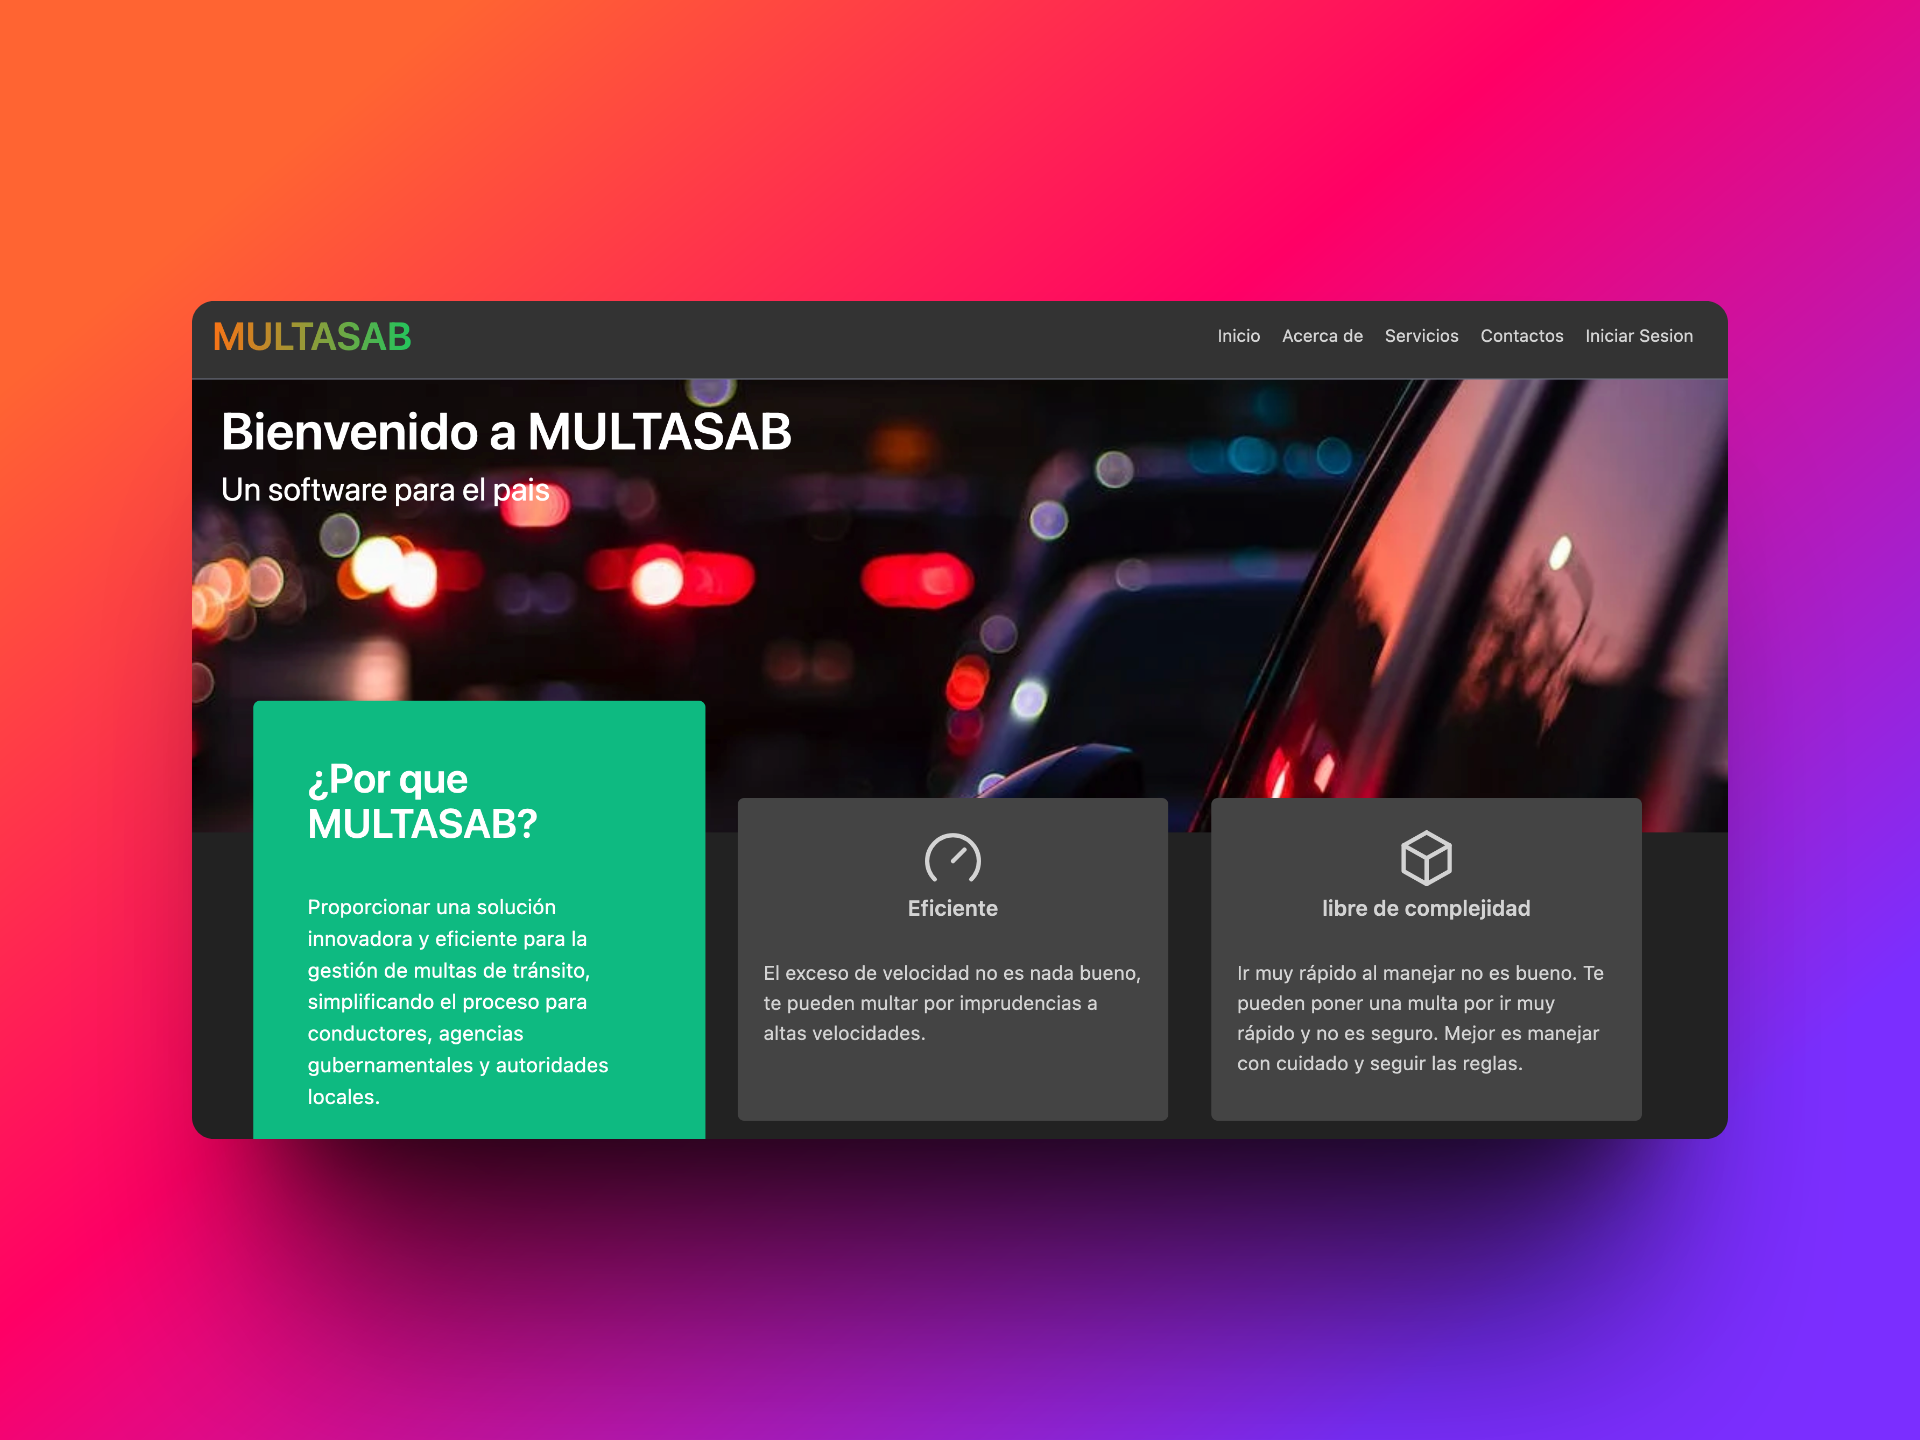 MULTASAB
Inicio Acerca de Servicios Contactos Iniciar Sesion
Bienvenido a MULTASAB
Un software para el pais
¿Por que
MULTASAB?
Proporcionar una solución
innovadora y eficiente para la
gestión de multas de tránsito,
simplificando el proceso para
conductores, agencias
gubernamentales y autoridades
locales.
Eficiente
El exceso de velocidad no es nada bueno,
te pueden multar por imprudencias a
altas velocidades.
libre de complejidad
Ir muy rápido al manejar no es bueno. Te
pueden poner una multa por ir muy
rápido y no es seguro. Mejor es manejar
con cuidado y seguir las reglas.